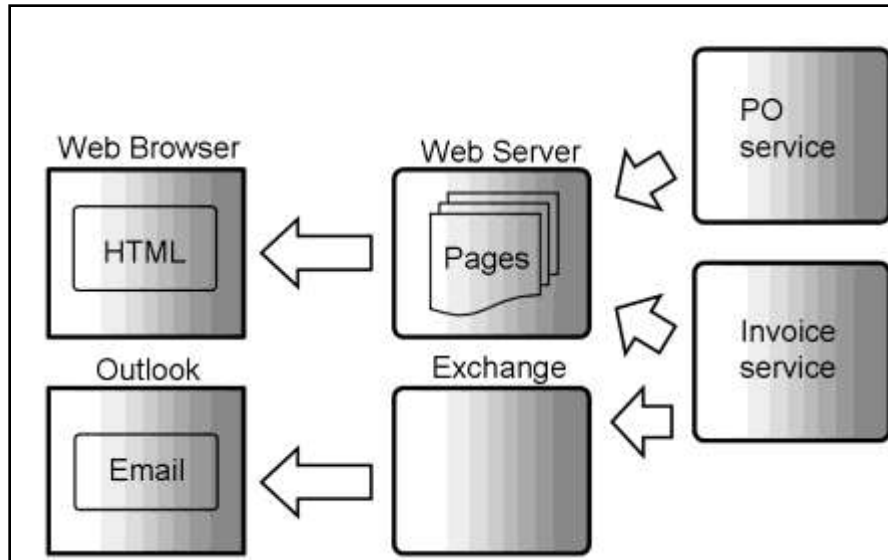 PO
service
Web Browser
Web Server
HTML
Pages
Invoice
service
Outlook
Exchange
Email